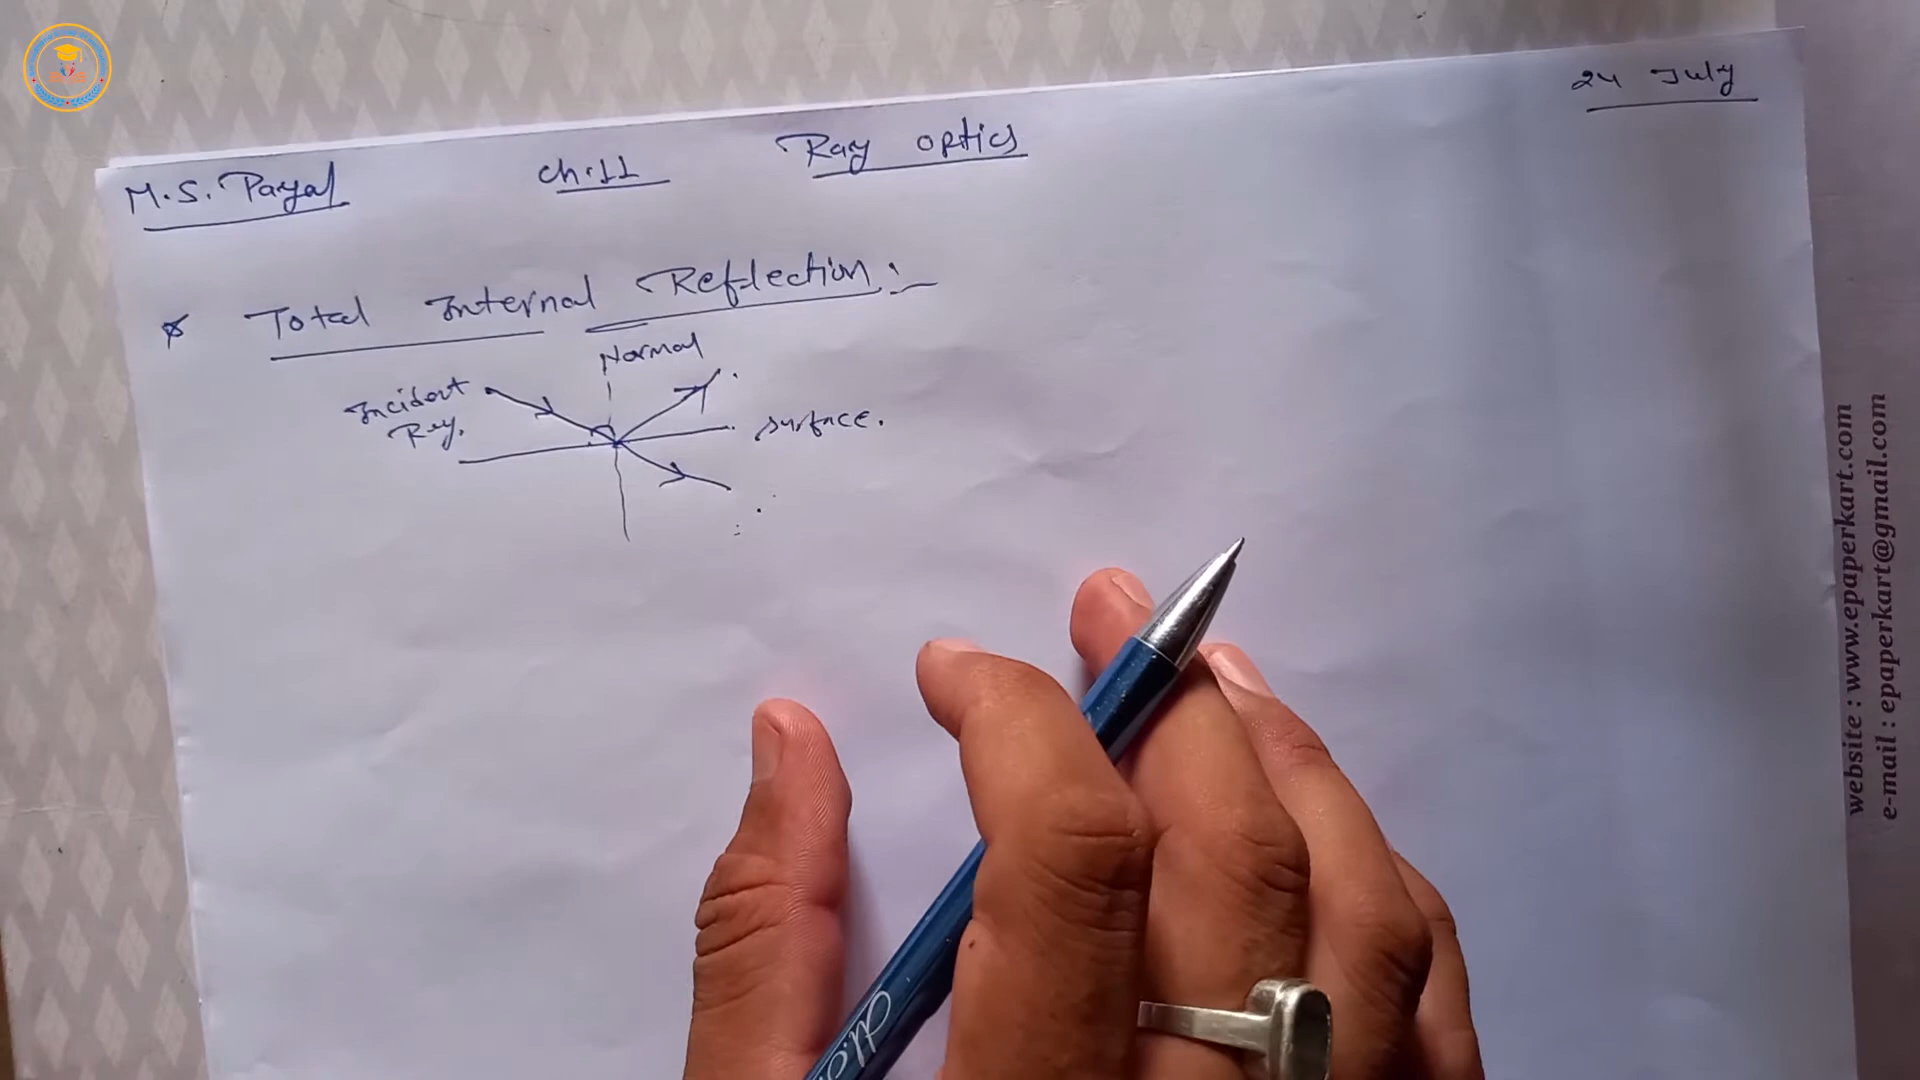 24 July
M.S. Payal ch.11 Ray optics
* Total Internal Reflection :-
Normal
Incident
Ray.
surface.
website : www.epaperkart.com
e-mail : epaperkart@gmail.com